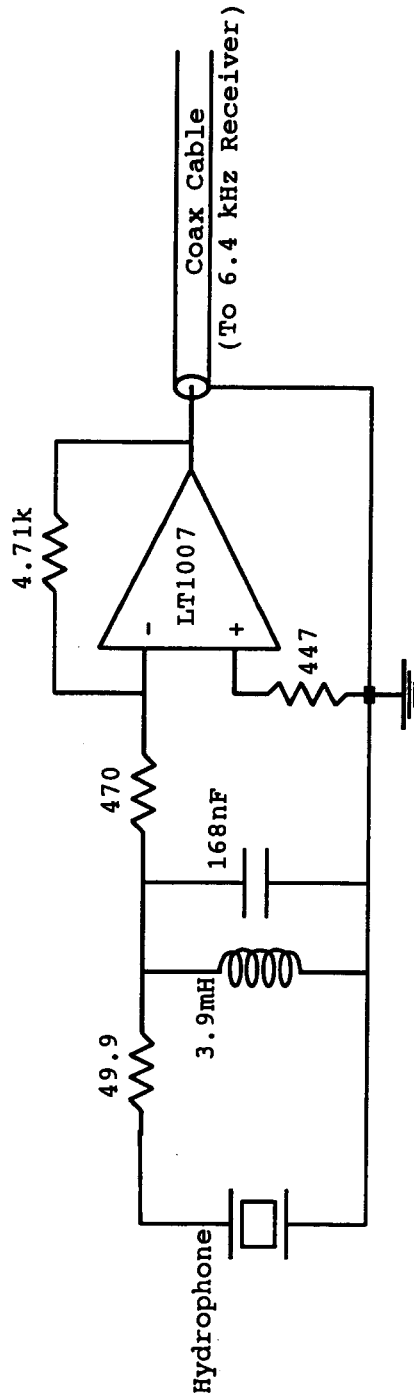 Hydrophone
49.9
3.9mH
168nF
470
4.71k
-
+
LT1007
447
Coax Cable
(To 6.4 kHz Receiver)